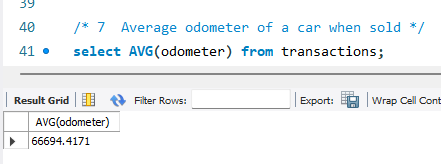 39
40 /* 7 Average odometer of a car when sold */
41 select AVG(odometer) from transactions;
Result Grid Filter Rows: Export: Wrap Cell Cont
AVG(odometer)
66694.4171